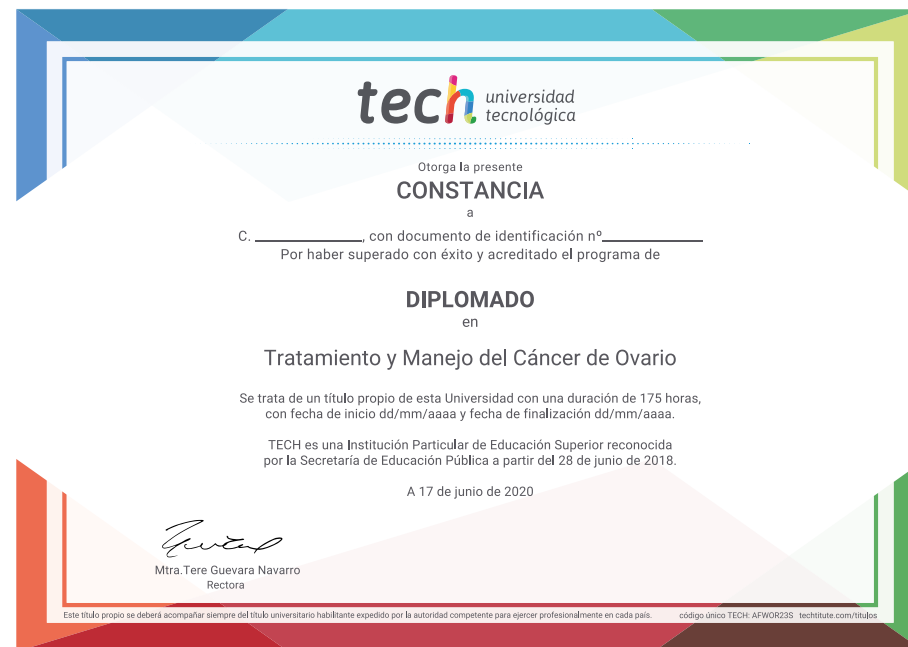 tech universidad
tecnológica
Otorga la presente
CONSTANCIA
a
C. ________________, con documento de identificación nº_______________
Por haber superado con éxito y acreditado el programa de
DIPLOMADO
en
Tratamiento y Manejo del Cáncer de Ovario
Se trata de un título propio de esta Universidad con una duración de 175 horas,
con fecha de inicio dd/mm/aaaa y fecha de finalización dd/mm/aaaa.
TECH es una Institución Particular de Educación Superior reconocida
por la Secretaría de Educación Pública a partir del 28 de junio de 2018.
A 17 de junio de 2020
Mtra.Tere Guevara Navarro
Rectora
Este título propio se deberá acompañar siempre del título universitario habilitante expedido por la autoridad competente para ejercer profesionalmente en cada país. código único TECH: AFWOR23S techtitute.com/titulos